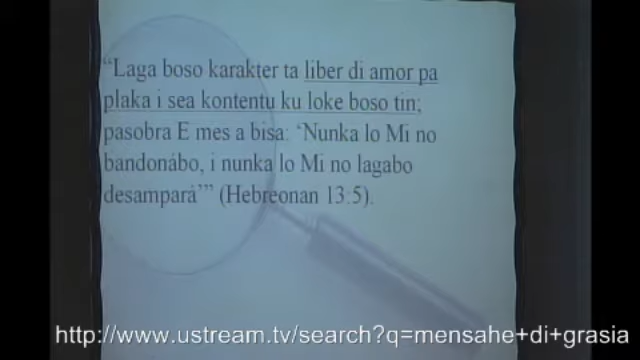 “Laga boso karakter ta liber di amor pa
plaka i sea kontentu ku loke boso tin;
pasobra E mes a bisa: ‘Nunka lo Mi no
bandonábo, i nunka lo Mi no lagabo
desampará’” (Hebreonan 13:5).
http://www.ustream.tv/search?q=mensahe+di+grasia